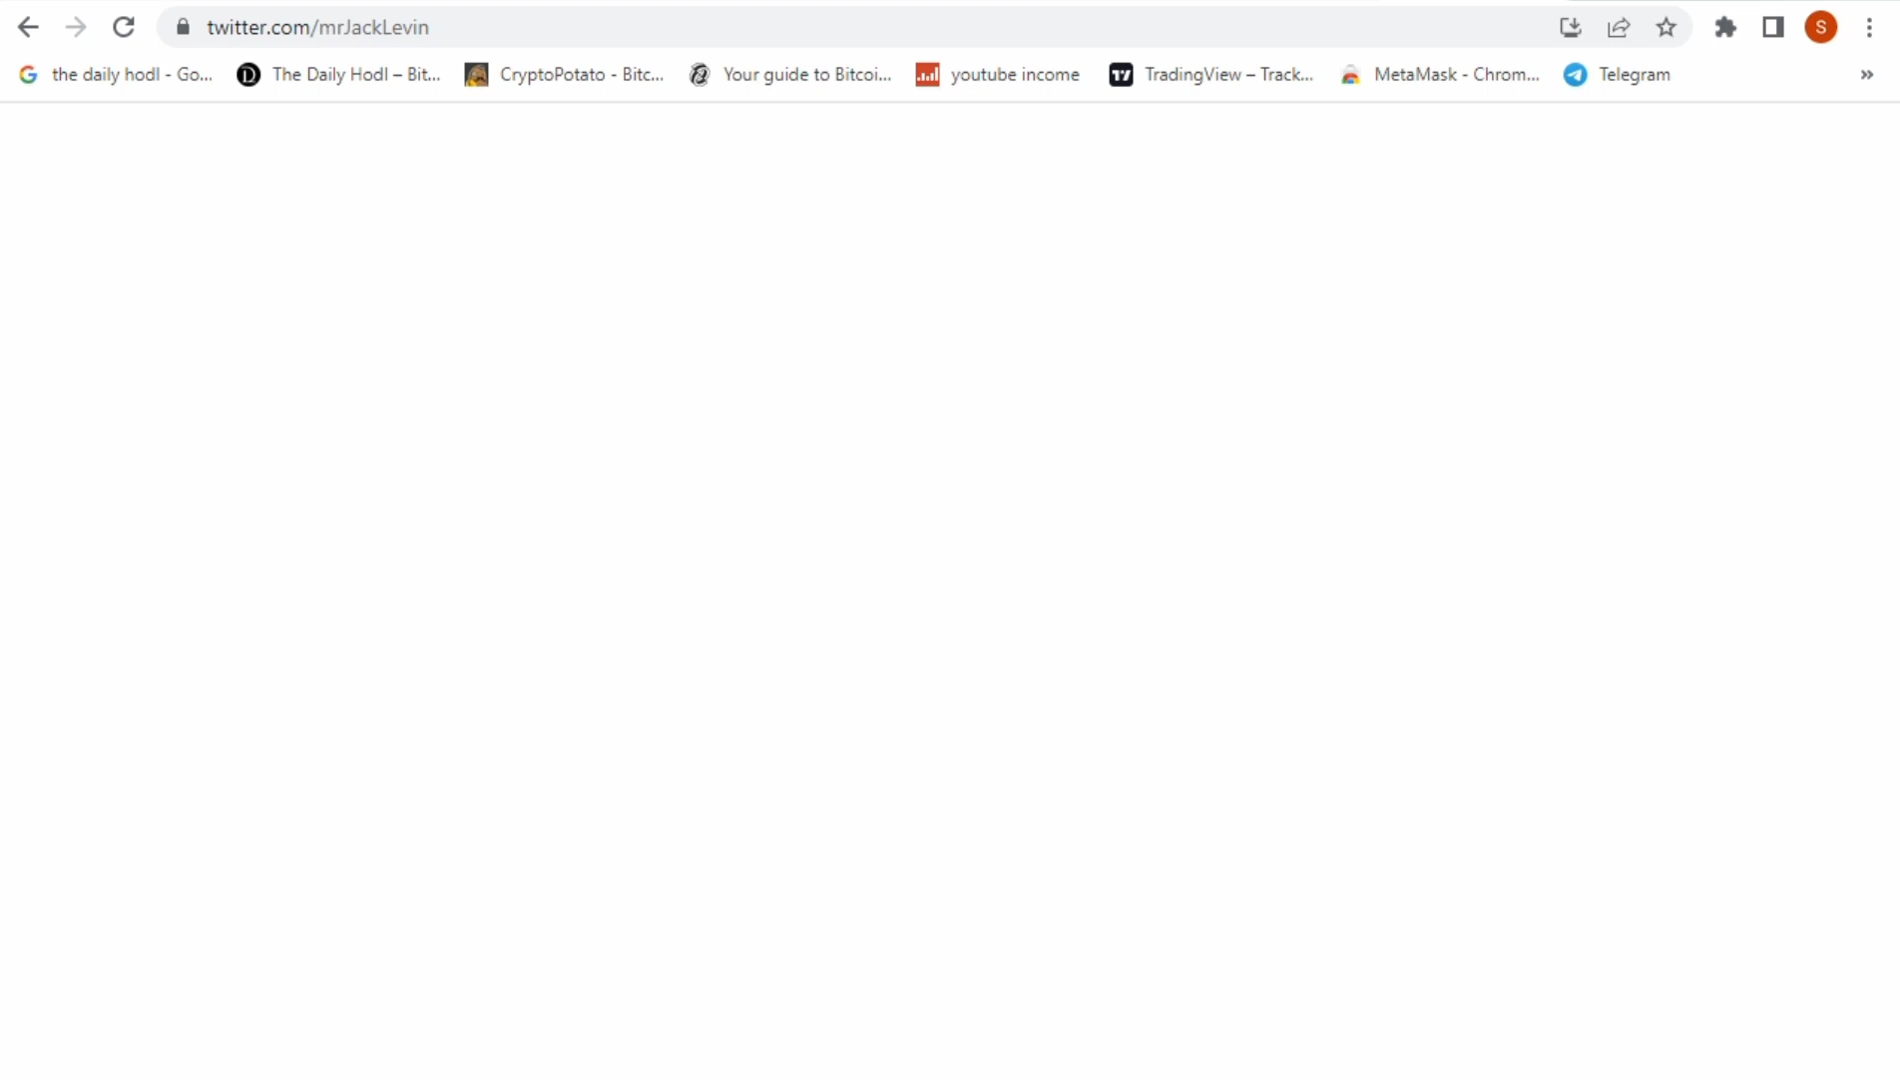 twitter.com/mrJackLevin
S
the daily hodl - Go...
The Daily Hodl – Bit...
CryptoPotato - Bitc...
Your guide to Bitcoi...
youtube income
TradingView – Track...
MetaMask - Chrom...
Telegram
»